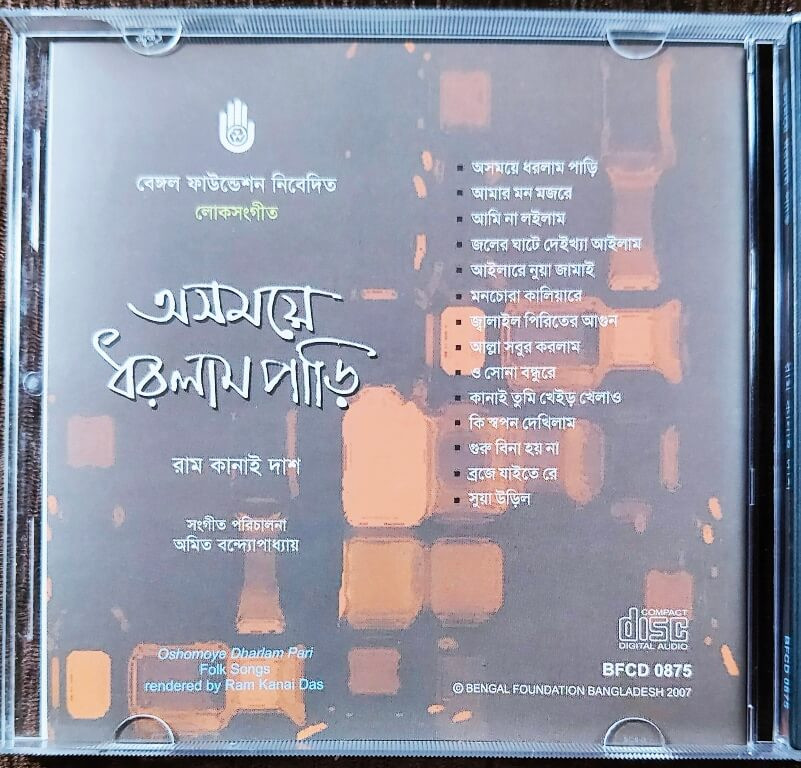 বেঙ্গল ফাউন্ডেশন নিবেদিত
লোকসংগীত
অসময়ে
ধরলাম পাড়ি
রাম কানাই দাশ
সংগীত পরিচালনা
অমিত বন্দ্যোপাধ্যায়
Oshomoye Dharlam Pari
Folk Songs
rendered by Ram Kanai Das
অসময়ে ধরলাম পাড়ি
আমার মন মজরে
আমি না লইলাম
জলের ঘাটে দেইখ্যা আইলাম
আইলারে নুয়া জামাই
মনচোরা কালিয়ারে
জ্বালাইল পিরিতের আগুন
আল্লা সবুর করলাম
ও সোনা বন্ধুরে
কানাই তুমি খেইড় খেলাও
কি স্বপন দেখিলাম
গুরু বিনা হয় না
ব্রজে যাইতে রে
সুয়া উড়িল
COMPACT
disc
DIGITAL AUDIO
BFCD 0875
© BENGAL FOUNDATION BANGLADESH 2007
BFCD 0875